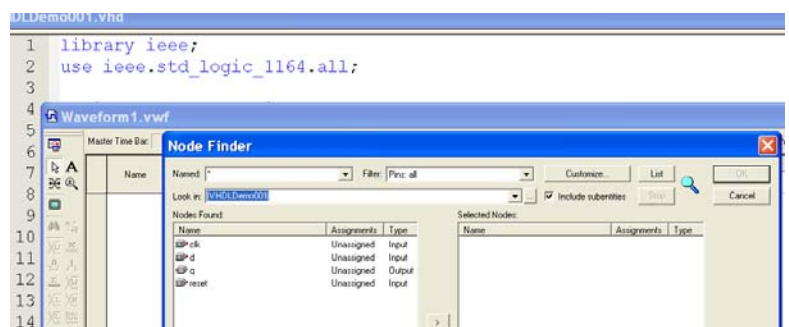 DLDemo001.vhd
1 library ieee;
2 use ieee.std_logic_1164.all;
3
4
Waveform1.vwf
5
6 Master Time Bar:
Node Finder
7 A Name Named: * Filter: Pins: all Customize... List OK
8 Look in: |VHDLDemo001 ... Include subentities Stop Cancel
9 Nodes Found: Selected Nodes:
Name Assignments Type Name Assignments Type
10 clk Unassigned Input
11 d Unassigned Input
12 q Unassigned Output
reset Unassigned Input
13
14 >